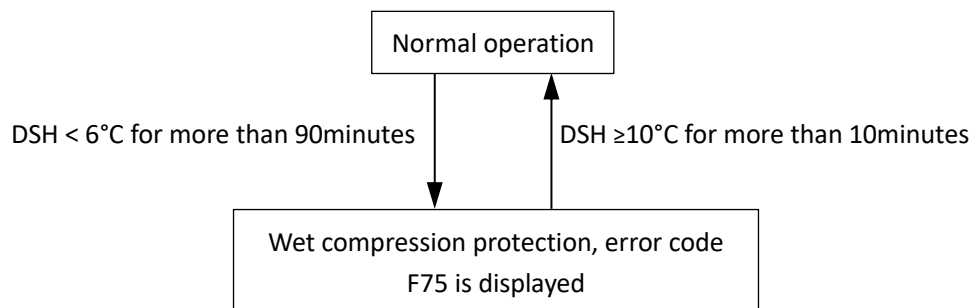 Normal operation
DSH < 6°C for more than 90minutes
DSH ≥10°C for more than 10minutes
Wet compression protection, error code
F75 is displayed